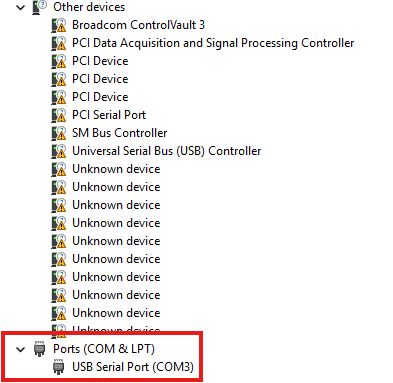 Other devices
Broadcom ControlVault 3
PCI Data Acquisition and Signal Processing Controller
PCI Device
PCI Device
PCI Device
PCI Serial Port
SM Bus Controller
Universal Serial Bus (USB) Controller
Unknown device
Unknown device
Unknown device
Unknown device
Unknown device
Unknown device
Unknown device
Unknown device
Unknown device
Unknown device
Ports (COM & LPT)
USB Serial Port (COM3)